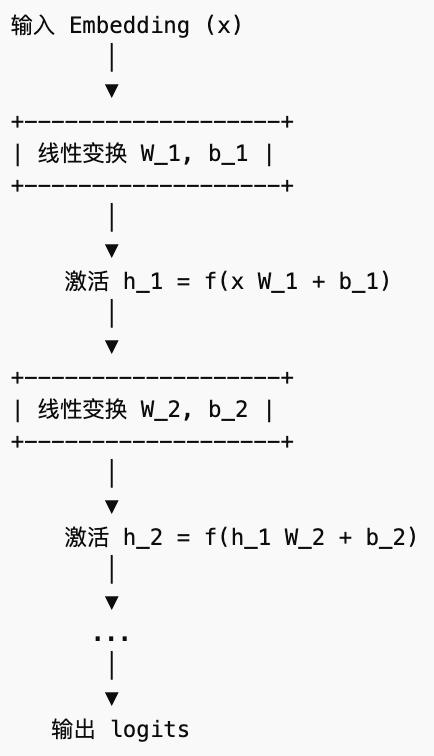 输入 Embedding (x)
│
▼
+-------------------+
| 线性变换 W_1, b_1 |
+-------------------+
│
▼
激活 h_1 = f(x W_1 + b_1)
│
▼
+-------------------+
| 线性变换 W_2, b_2 |
+-------------------+
│
▼
激活 h_2 = f(h_1 W_2 + b_2)
│
▼
...
│
▼
输出 logits